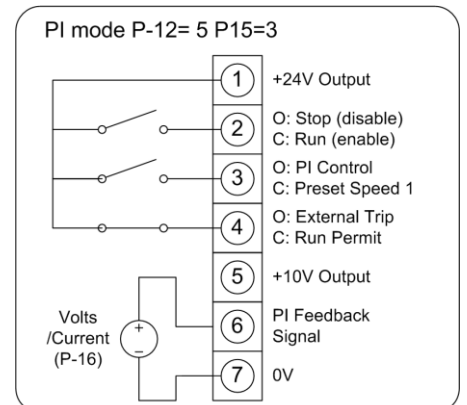 PI mode P-12= 5 P15=3
1
+24V Output
2
O: Stop (disable)
C: Run (enable)
3
O: PI Control
C: Preset Speed 1
4
O: External Trip
C: Run Permit
5
+10V Output
Volts
/Current
(P-16)
+
−
6
PI Feedback
Signal
7
0V